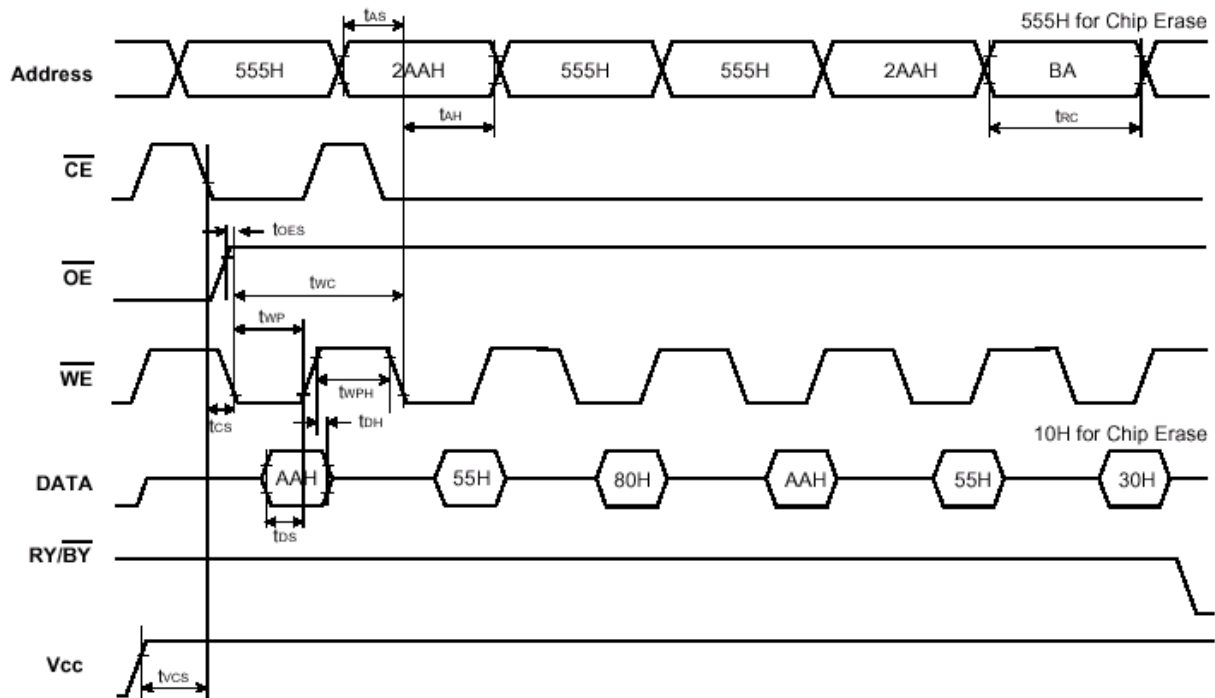 tAS
555H for Chip Erase
Address 555H 2AAH 555H 555H 2AAH BA
tAH tRC
CE
tOES
OE
tWC
tWP
WE
tWPH
tCS tDH
10H for Chip Erase
DATA AAH 55H 80H AAH 55H 30H
tDS
RY/BY
Vcc
tVCS